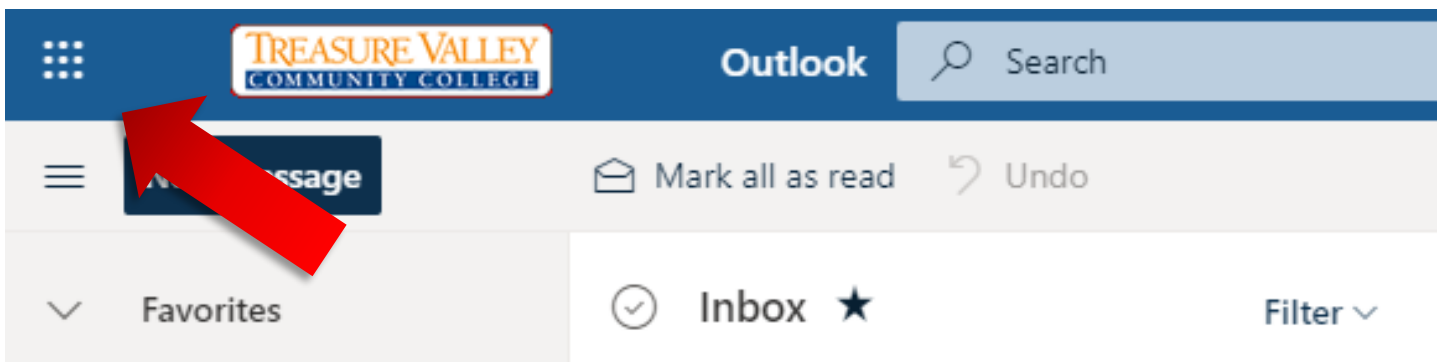 TREASURE VALLEY
COMMUNITY COLLEGE
Outlook
Search
Mark all as read
Undo
Favorites
Inbox
Filter